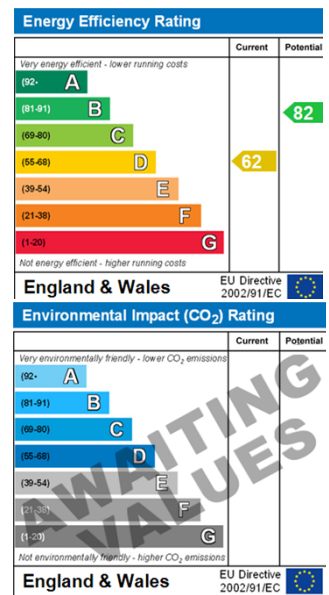 Energy Efficiency Rating
Current Potential
Very energy efficient - lower running costs
(92- A
(81-91) B
82
(69-80) C
(55-68) D
62
(39-54) E
(21-38) F
(1-20) G
Not energy efficient - higher running costs
England & Wales
EU Directive
2002/91/EC
Environmental Impact (CO2) Rating
Current Potential
Very environmentally friendly - lower CO2 emissions
(92- A
(81-91) B
(69-80) C
(55-68) D
(39-54) E
(21-38) F
(1-20) G
AWAITING
VALUES
Not environmentally friendly - higher CO2 emissions
England & Wales
EU Directive
2002/91/EC